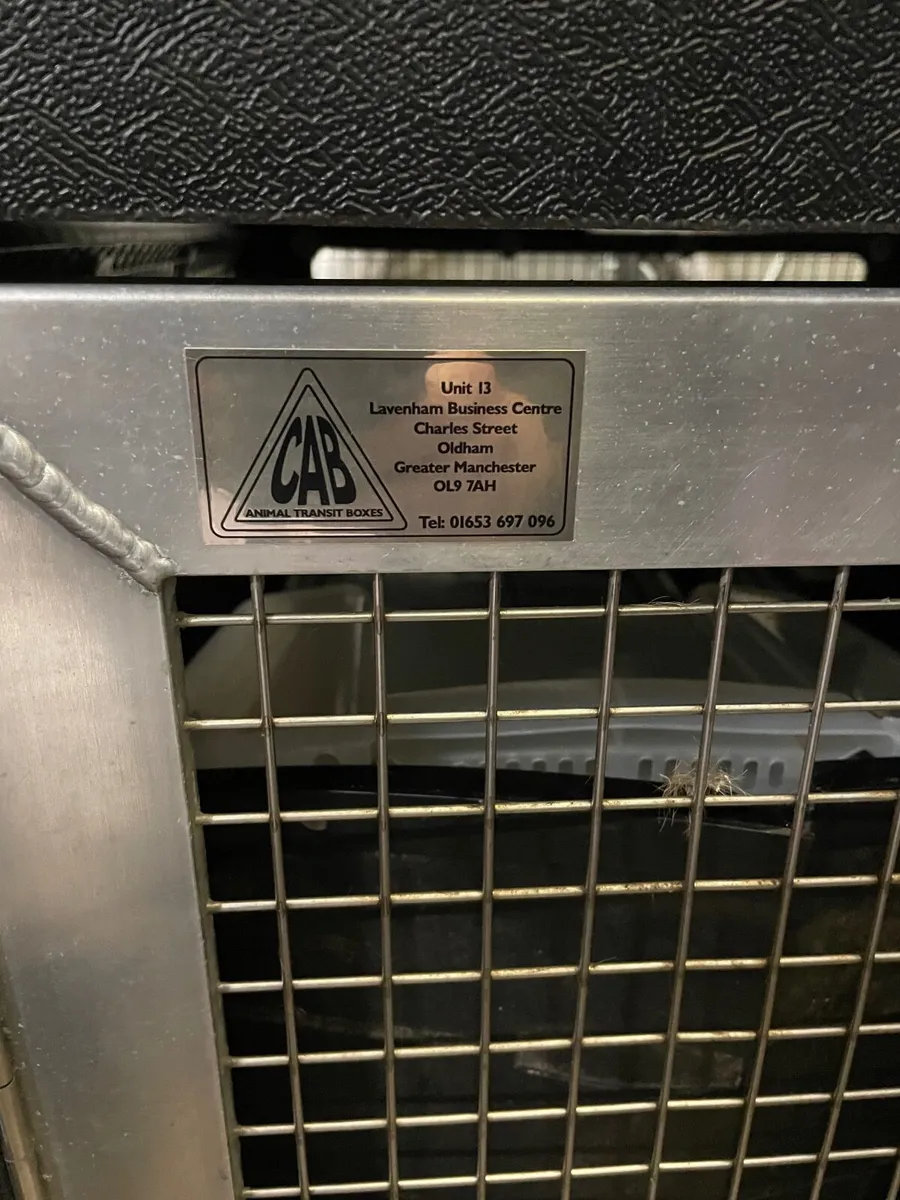 CAB
ANIMAL TRANSIT BOXES
Unit 13
Lavenham Business Centre
Charles Street
Oldham
Greater Manchester
OL9 7AH
Tel: 01653 697 096